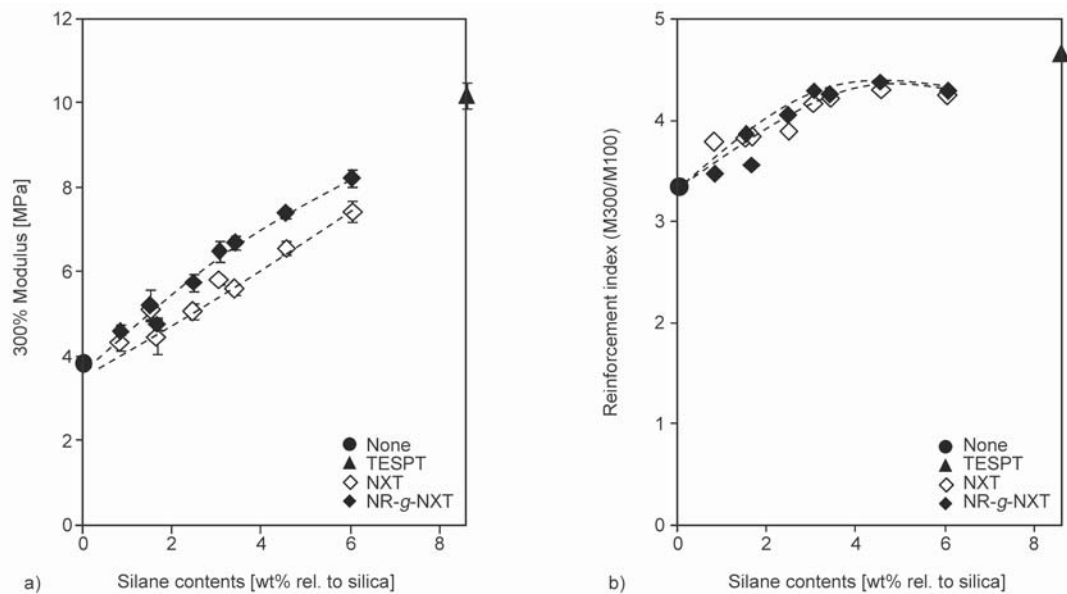 12
10
8
6
4
2
0
300% Modulus [MPa]
None
TESPT
NXT
NR-g-NXT
0 2 4 6 8
a) Silane contents [wt% rel. to silica]
5
4
3
2
1
0
Reinforcement index (M300/M100)
None
TESPT
NXT
NR-g-NXT
0 2 4 6 8
b) Silane contents [wt% rel. to silica]